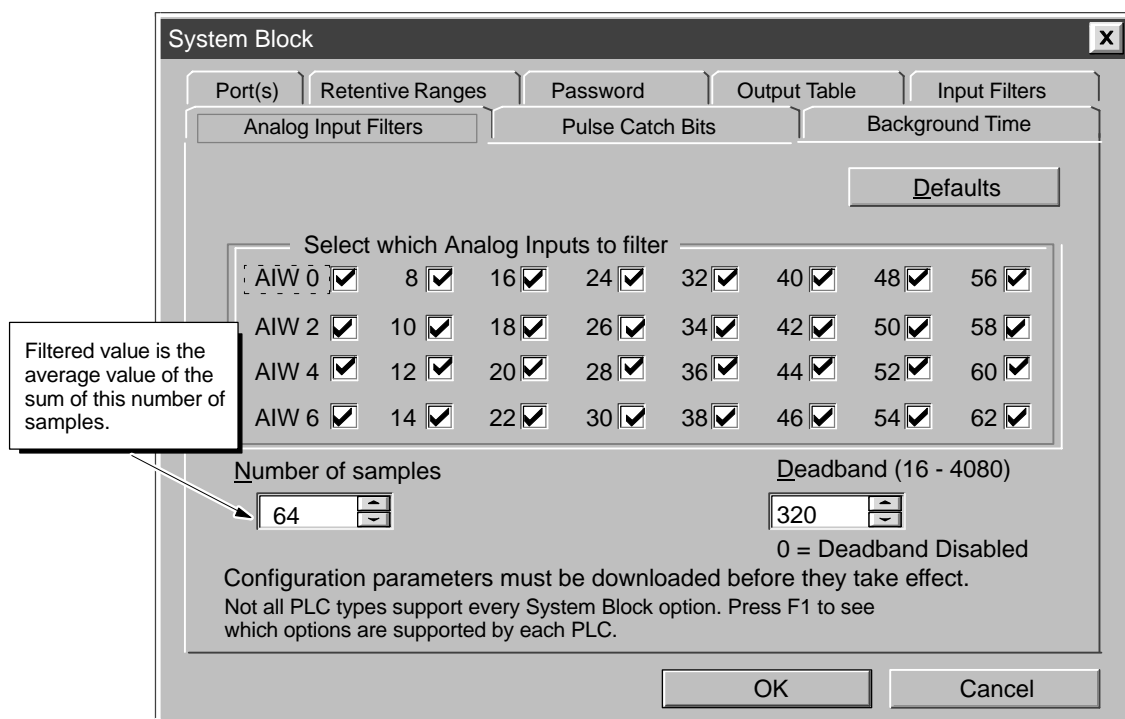 System Block
X
Port(s) Retentive Ranges Password Output Table Input Filters
Analog Input Filters Pulse Catch Bits Background Time
Defaults
Select which Analog Inputs to filter
AIW 0 8 16 24 32 40 48 56
AIW 2 10 18 26 34 42 50 58
AIW 4 12 20 28 36 44 52 60
AIW 6 14 22 30 38 46 54 62
Filtered value is the
average value of the
sum of this number of
samples.
Number of samples Deadband (16 - 4080)
64 320
0 = Deadband Disabled
Configuration parameters must be downloaded before they take effect.
Not all PLC types support every System Block option. Press F1 to see
which options are supported by each PLC.
OK Cancel